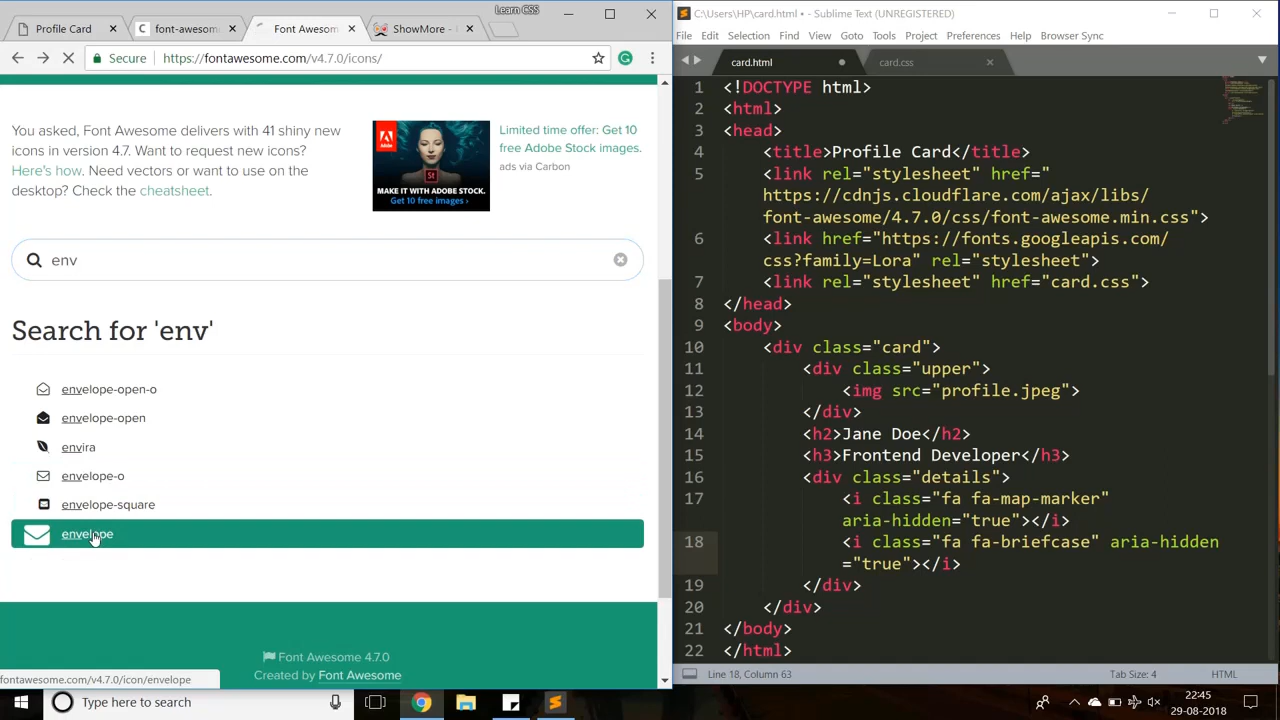 Learn CSS
Profile Card
font-awesom
Font Awesom
ShowMore -
Secure
https://fontawesome.com/v4.7.0/icons/
You asked, Font Awesome delivers with 41 shiny new
icons in version 4.7. Want to request new icons?
Here's how. Need vectors or want to use on the
desktop? Check the cheatsheet.
MAKE IT WITH ADOBE STOCK.
Get 10 free images ›
Limited time offer: Get 10
free Adobe Stock images.
ads via Carbon
env
Search for 'env'
envelope-open-o
envelope-open
envira
envelope-o
envelope-square
envelope
Font Awesome 4.7.0
Created by Font Awesome
fontawesome.com/v4.7.0/icon/envelope
C:\Users\HP\card.html • - Sublime Text (UNREGISTERED)
File Edit Selection Find View Goto Tools Project Preferences Help Browser Sync
card.html
card.css
1 <!DOCTYPE html>
2 <html>
3 <head>
4 <title>Profile Card</title>
5 <link rel="stylesheet" href="
https://cdnjs.cloudflare.com/ajax/libs/
font-awesome/4.7.0/css/font-awesome.min.css">
6 <link href="https://fonts.googleapis.com/
css?family=Lora" rel="stylesheet">
7 <link rel="stylesheet" href="card.css">
8 </head>
9 <body>
10 <div class="card">
11 <div class="upper">
12 <img src="profile.jpeg">
13 </div>
14 <h2>Jane Doe</h2>
15 <h3>Frontend Developer</h3>
16 <div class="details">
17 <i class="fa fa-map-marker"
aria-hidden="true"></i>
18 <i class="fa fa-briefcase" aria-hidden
="true"></i>
19 </div>
20 </div>
21 </body>
22 </html>
Line 18, Column 63
Tab Size: 4
HTML
Type here to search
22:45
29-08-2018